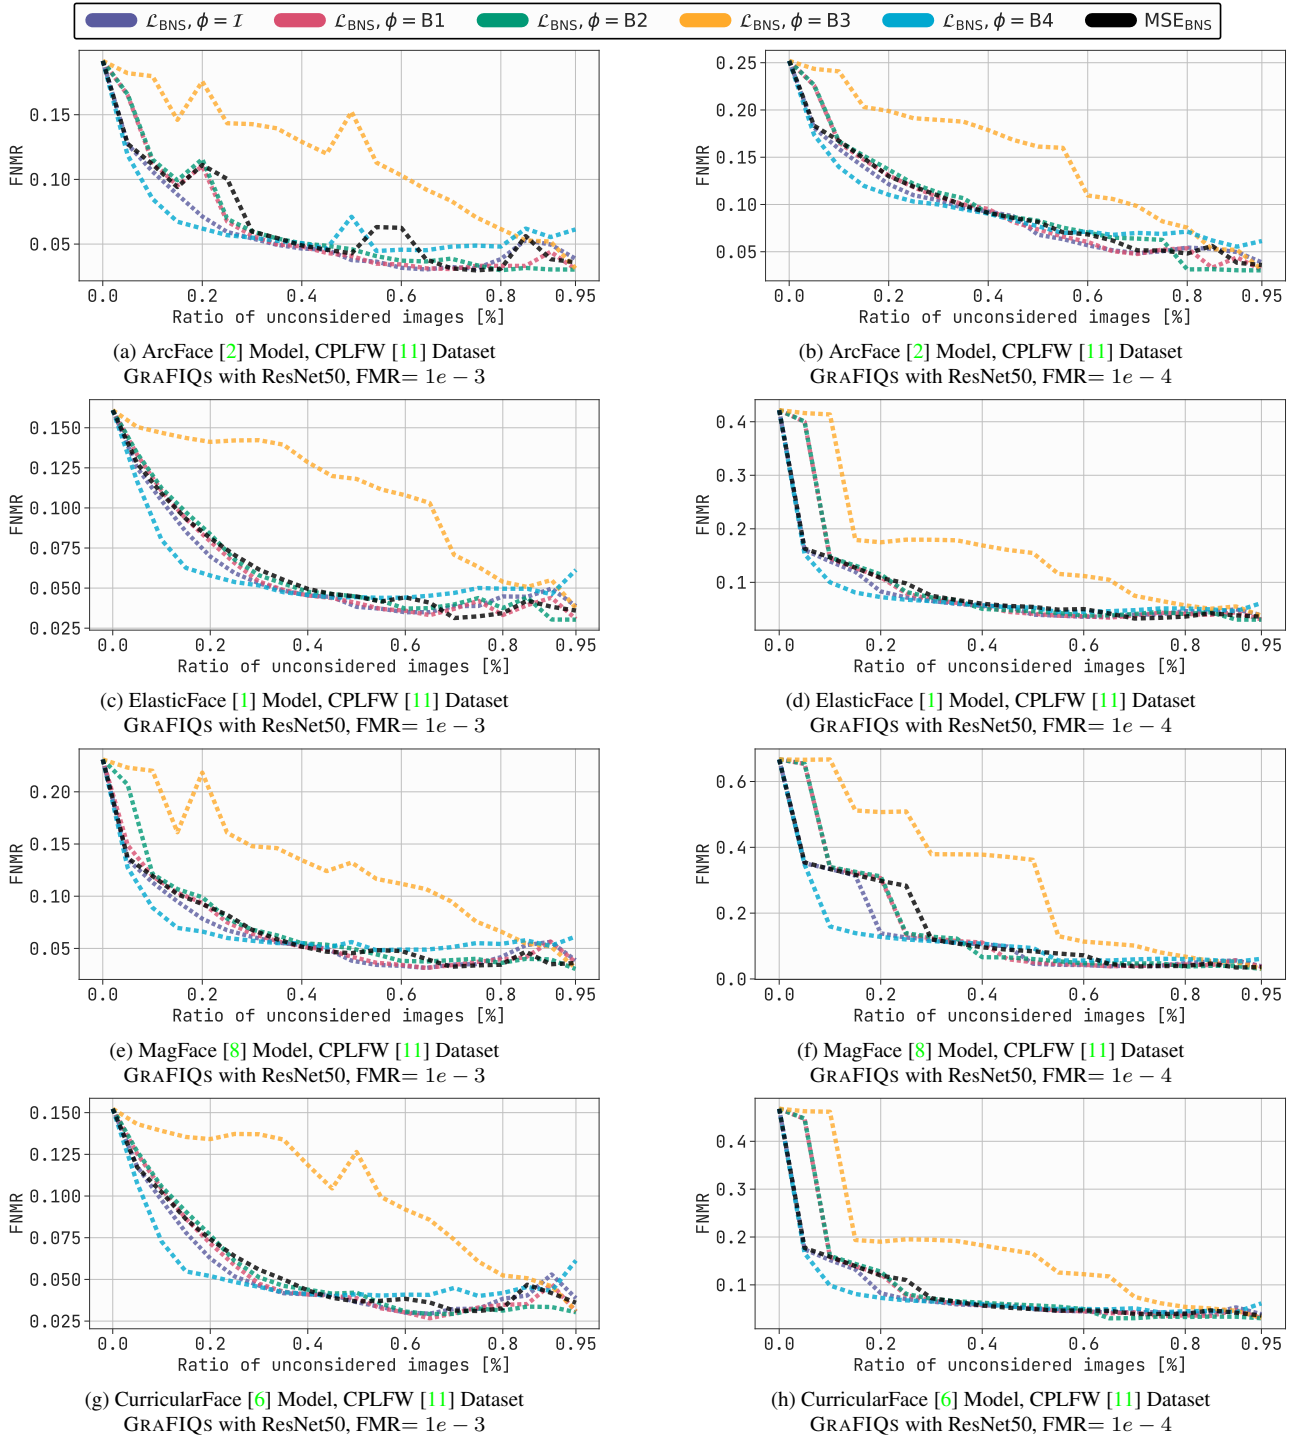 ℒBNS, ϕ = ℐ   ℒBNS, ϕ = B1   ℒBNS, ϕ = B2   ℒBNS, ϕ = B3   ℒBNS, ϕ = B4   MSEBNS
FNMR
0.15
0.10
0.05
0.0 0.2 0.4 0.6 0.8 0.95
Ratio of unconsidered images [%]
(a) ArcFace [2] Model, CPLFW [11] Dataset
GRAFIQS with ResNet50, FMR= 1e − 3
FNMR
0.25
0.20
0.15
0.10
0.05
0.0 0.2 0.4 0.6 0.8 0.95
Ratio of unconsidered images [%]
(b) ArcFace [2] Model, CPLFW [11] Dataset
GRAFIQS with ResNet50, FMR= 1e − 4
FNMR
0.150
0.125
0.100
0.075
0.050
0.025
0.0 0.2 0.4 0.6 0.8 0.95
Ratio of unconsidered images [%]
(c) ElasticFace [1] Model, CPLFW [11] Dataset
GRAFIQS with ResNet50, FMR= 1e − 3
FNMR
0.4
0.3
0.2
0.1
0.0 0.2 0.4 0.6 0.8 0.95
Ratio of unconsidered images [%]
(d) ElasticFace [1] Model, CPLFW [11] Dataset
GRAFIQS with ResNet50, FMR= 1e − 4
FNMR
0.20
0.15
0.10
0.05
0.0 0.2 0.4 0.6 0.8 0.95
Ratio of unconsidered images [%]
(e) MagFace [8] Model, CPLFW [11] Dataset
GRAFIQS with ResNet50, FMR= 1e − 3
FNMR
0.6
0.4
0.2
0.0
0.0 0.2 0.4 0.6 0.8 0.95
Ratio of unconsidered images [%]
(f) MagFace [8] Model, CPLFW [11] Dataset
GRAFIQS with ResNet50, FMR= 1e − 4
FNMR
0.150
0.125
0.100
0.075
0.050
0.025
0.0 0.2 0.4 0.6 0.8 0.95
Ratio of unconsidered images [%]
(g) CurricularFace [6] Model, CPLFW [11] Dataset
GRAFIQS with ResNet50, FMR= 1e − 3
FNMR
0.4
0.3
0.2
0.1
0.0 0.2 0.4 0.6 0.8 0.95
Ratio of unconsidered images [%]
(h) CurricularFace [6] Model, CPLFW [11] Dataset
GRAFIQS with ResNet50, FMR= 1e − 4